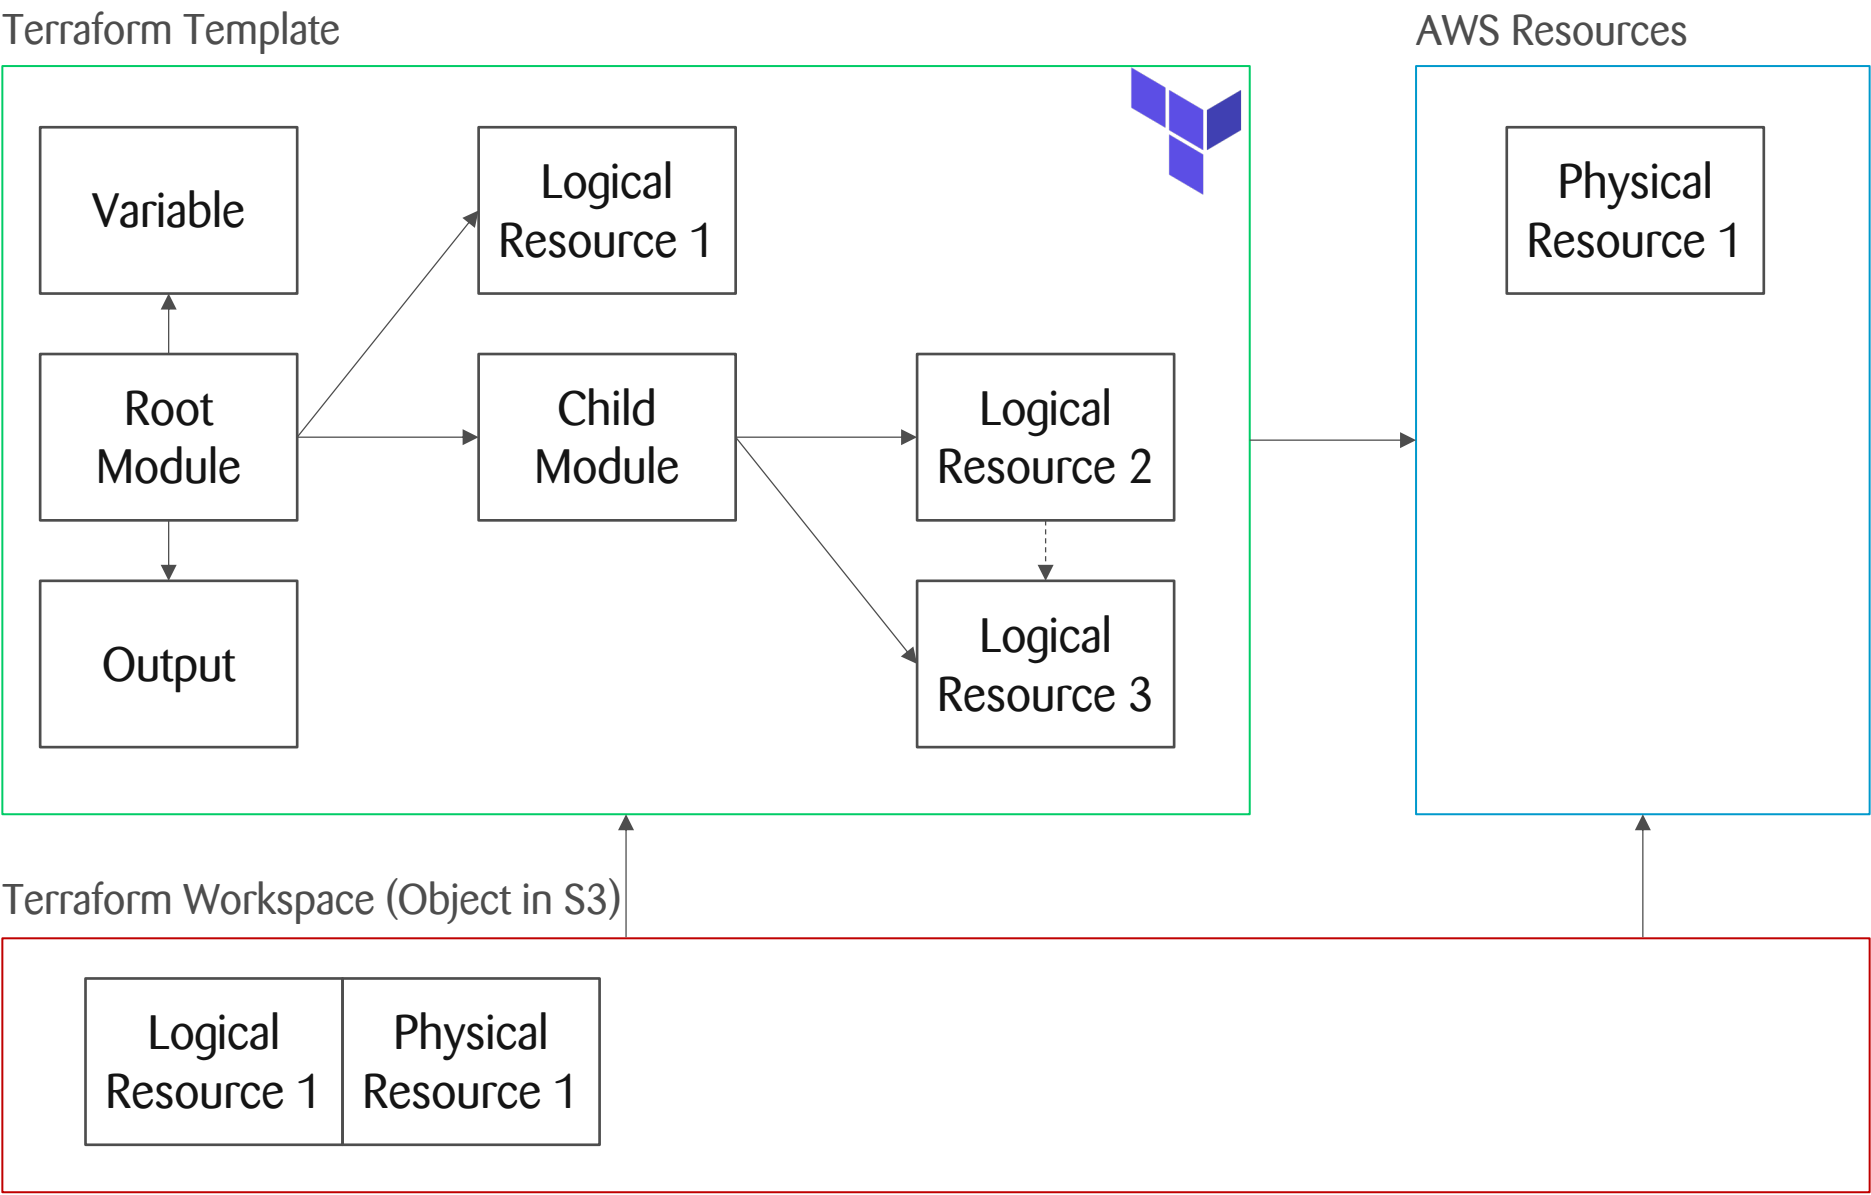 Terraform Template
AWS Resources
Variable
Logical
Resource 1
Physical
Resource 1
Root
Module
Child
Module
Logical
Resource 2
Output
Logical
Resource 3
Terraform Workspace (Object in S3)
Logical
Resource 1
Physical
Resource 1